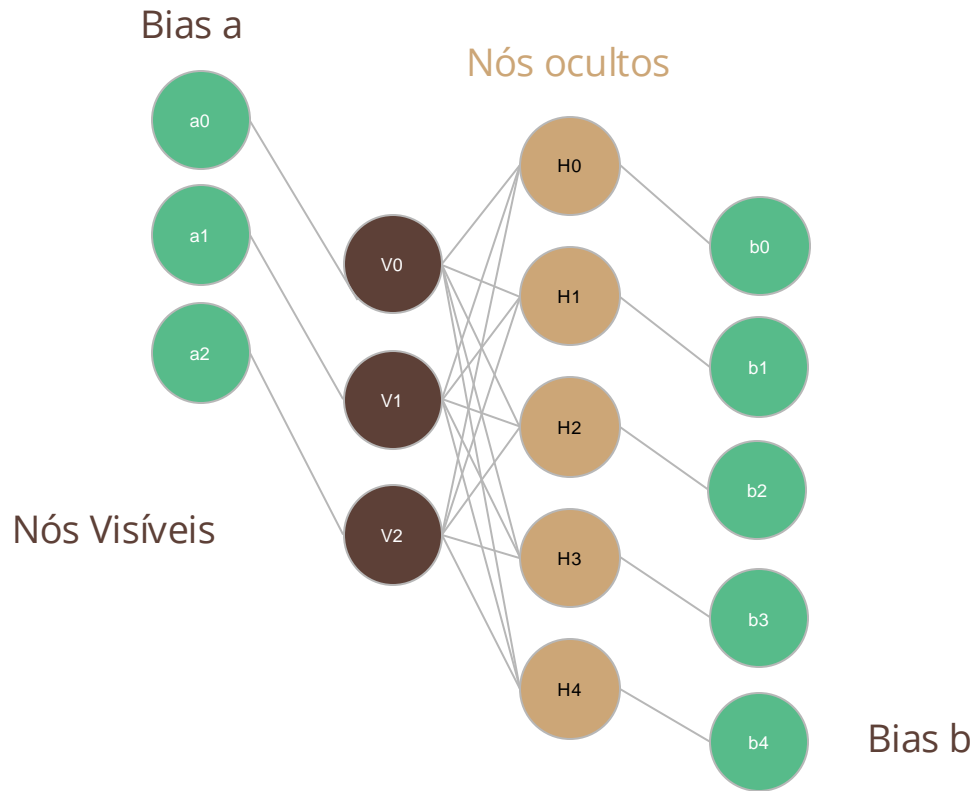 Bias a
Nós ocultos
a0
H0
a1
b0
V0
H1
a2
b1
V1
H2
b2
Nós Visíveis
V2
H3
b3
H4
Bias b
b4